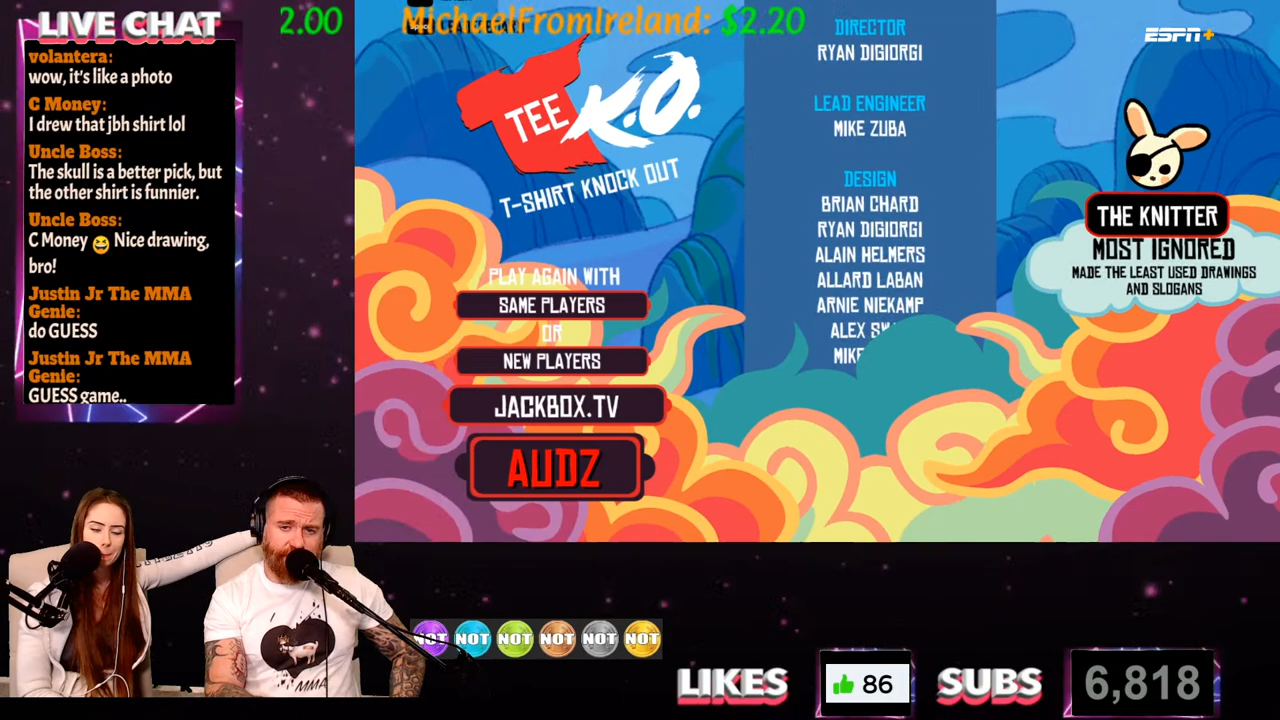 LIVE CHAT
2.00
MichaelFromIreland: $2.20
volantera:
wow, it's like a photo
C Money:
I drew that jbh shirt lol
Uncle Boss:
The skull is a better pick, but
the other shirt is funnier.
Uncle Boss:
C Money 😆 Nice drawing,
bro!
Justin Jr The MMA
Genie:
do GUESS
Justin Jr The MMA
Genie:
GUESS game..
TEE K.O.
T-SHIRT KNOCK OUT
PLAY AGAIN WITH
SAME PLAYERS
OR
NEW PLAYERS
JACKBOX.TV
AUDZ
DIRECTOR
RYAN DIGIORGI
LEAD ENGINEER
MIKE ZUBA
DESIGN
BRIAN CHARD
RYAN DIGIORGI
ALAIN HELMERS
ALLARD LABAN
ARNIE NIEKAMP
ALEX
MIKE
ESPN+
THE KNITTER
MOST IGNORED
MADE THE LEAST USED DRAWINGS
AND SLOGANS
MMA
NOT NOT NOT NOT NOT NOT
LIKES
86
SUBS
6,818